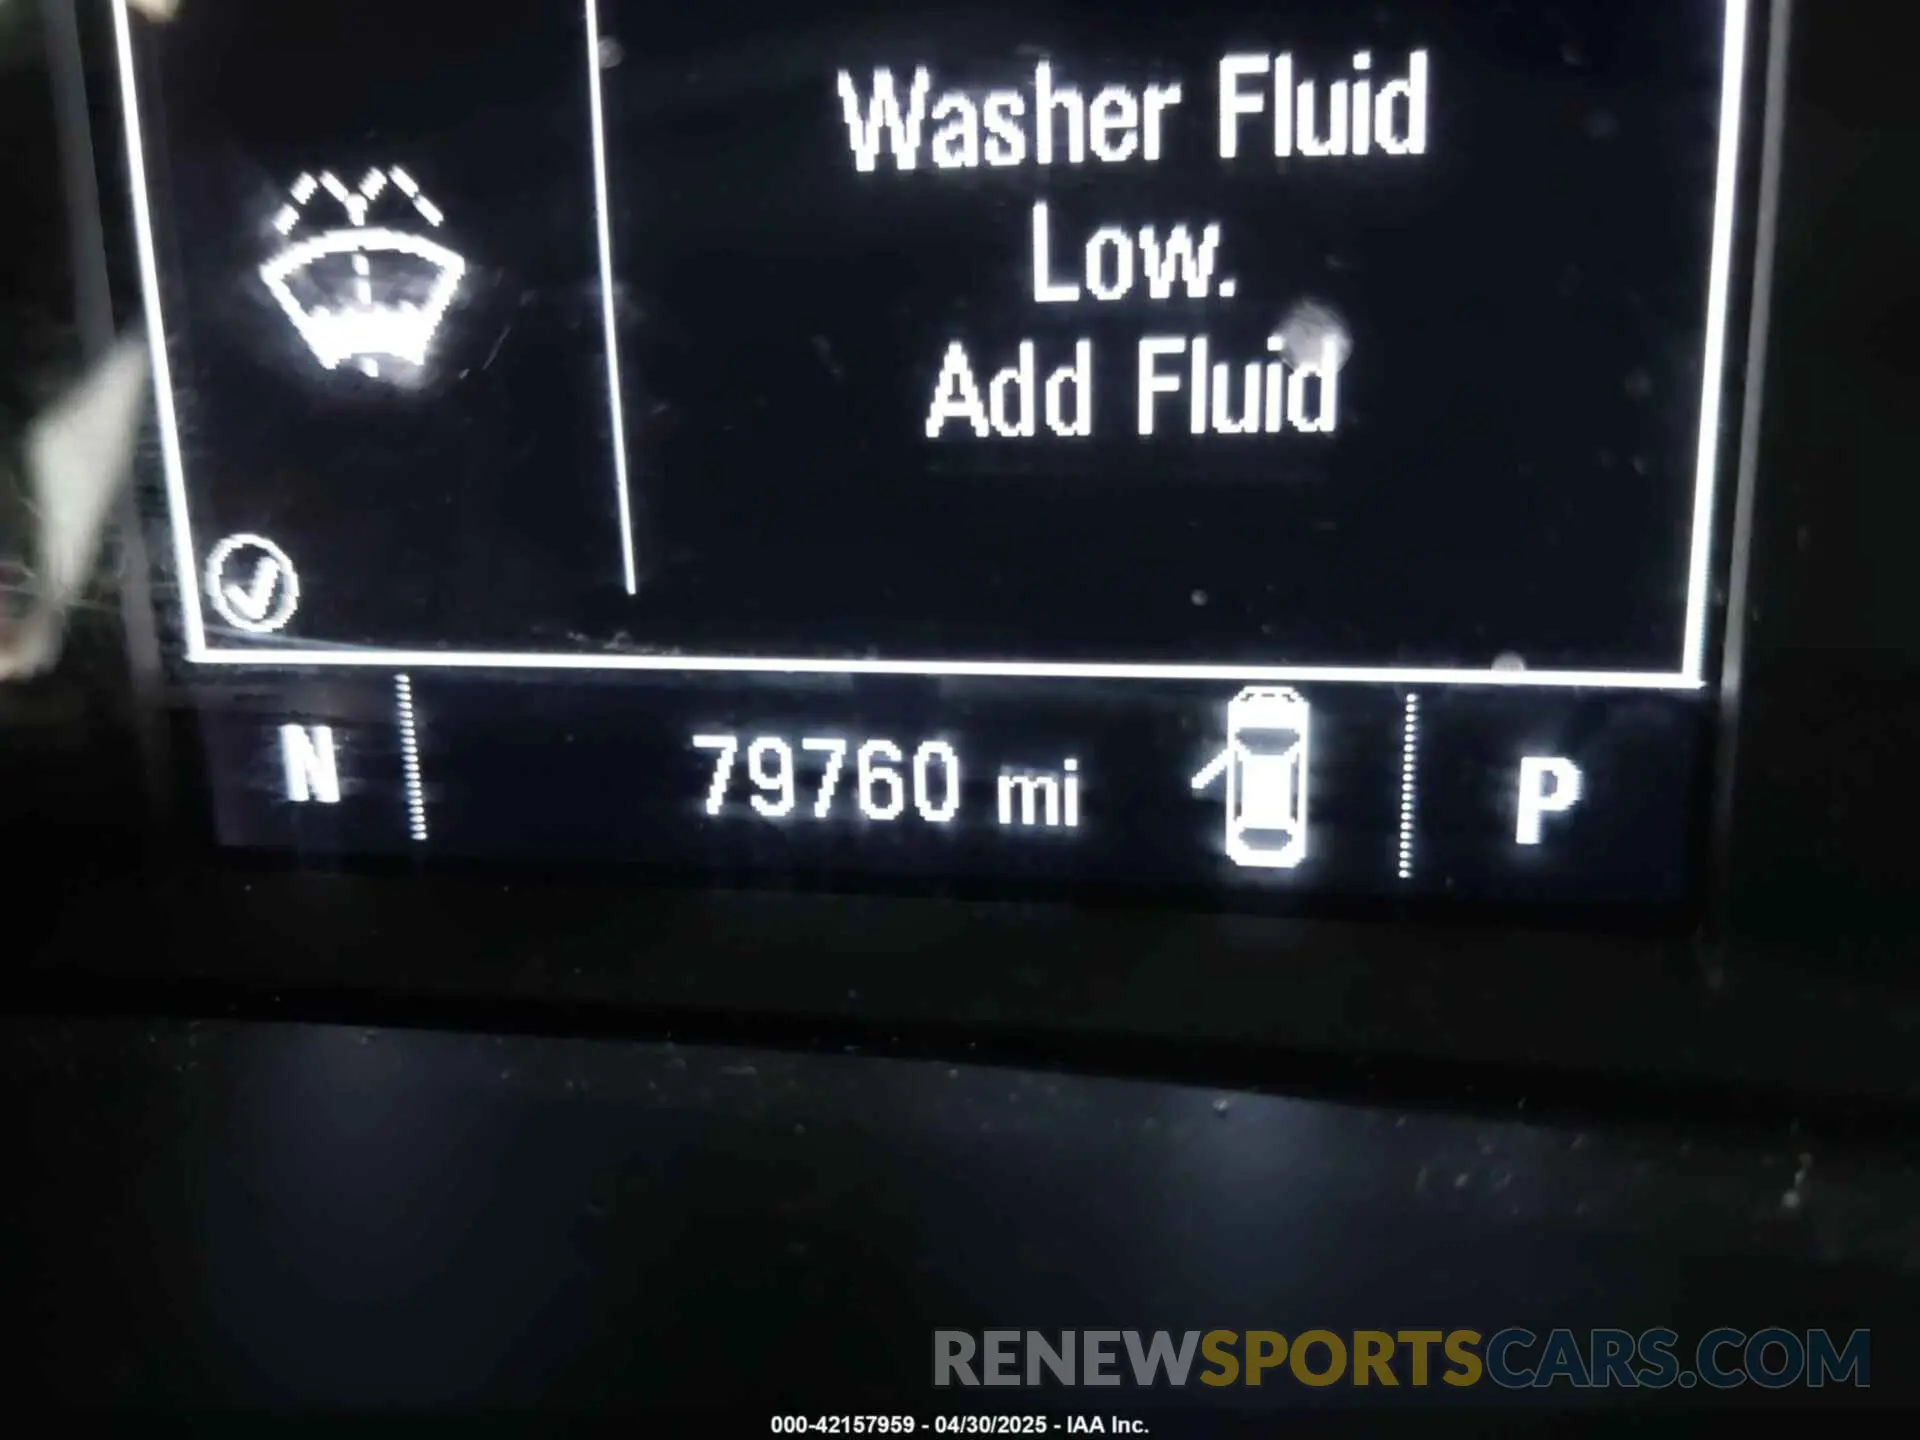 Washer Fluid
Low.
Add Fluid
N 79760 mi P
RENEWSPORTSCARS.COM
000-42157959 - 04/30/2025 - IAA Inc.